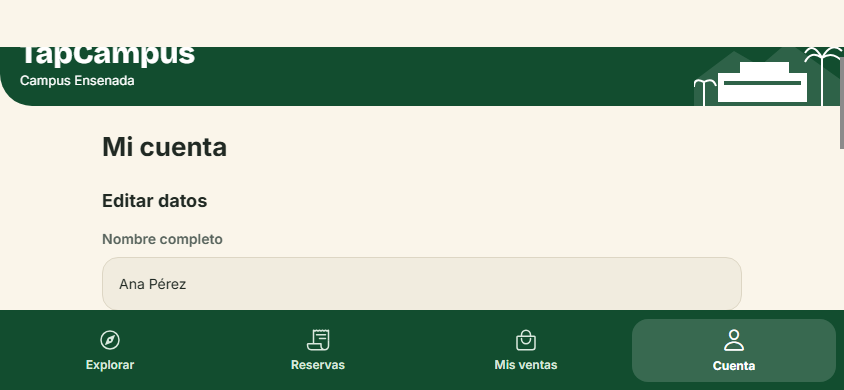 TapCampus
Campus Ensenada
Mi cuenta
Editar datos
Nombre completo
Ana Pérez
Explorar
Reservas
Mis ventas
Cuenta